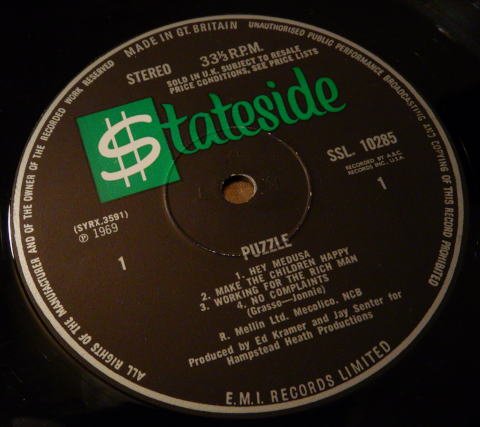 MADE IN GT. BRITAIN
UNAUTHORISED PUBLIC PERFORMANCE BROADCASTING AND COPYING OF THIS RECORD PROHIBITED
ALL RIGHTS OF THE MANUFACTURER AND OF THE OWNER OF THE RECORDED WORK RESERVED
STEREO 33⅓ R.P.M.
SOLD IN U.K. SUBJECT TO RESALE
PRICE CONDITIONS, SEE PRICE LISTS
$tateside
SSL. 10285
RECORDED BY A.B.C.
RECORDS INC., U.S.A.
(SYRX.3591)
℗ 1969
1
1
PUZZLE
1. HEY MEDUSA
2. MAKE THE CHILDREN HAPPY
3. WORKING FOR THE RICH MAN
4. NO COMPLAINTS
(Grasso—Jonnie)
R. Mellin Ltd. Mecolico. NCB
Produced by Ed Kramer and Jay Senter for
Hampstead Heath Productions
E.M.I. RECORDS LIMITED